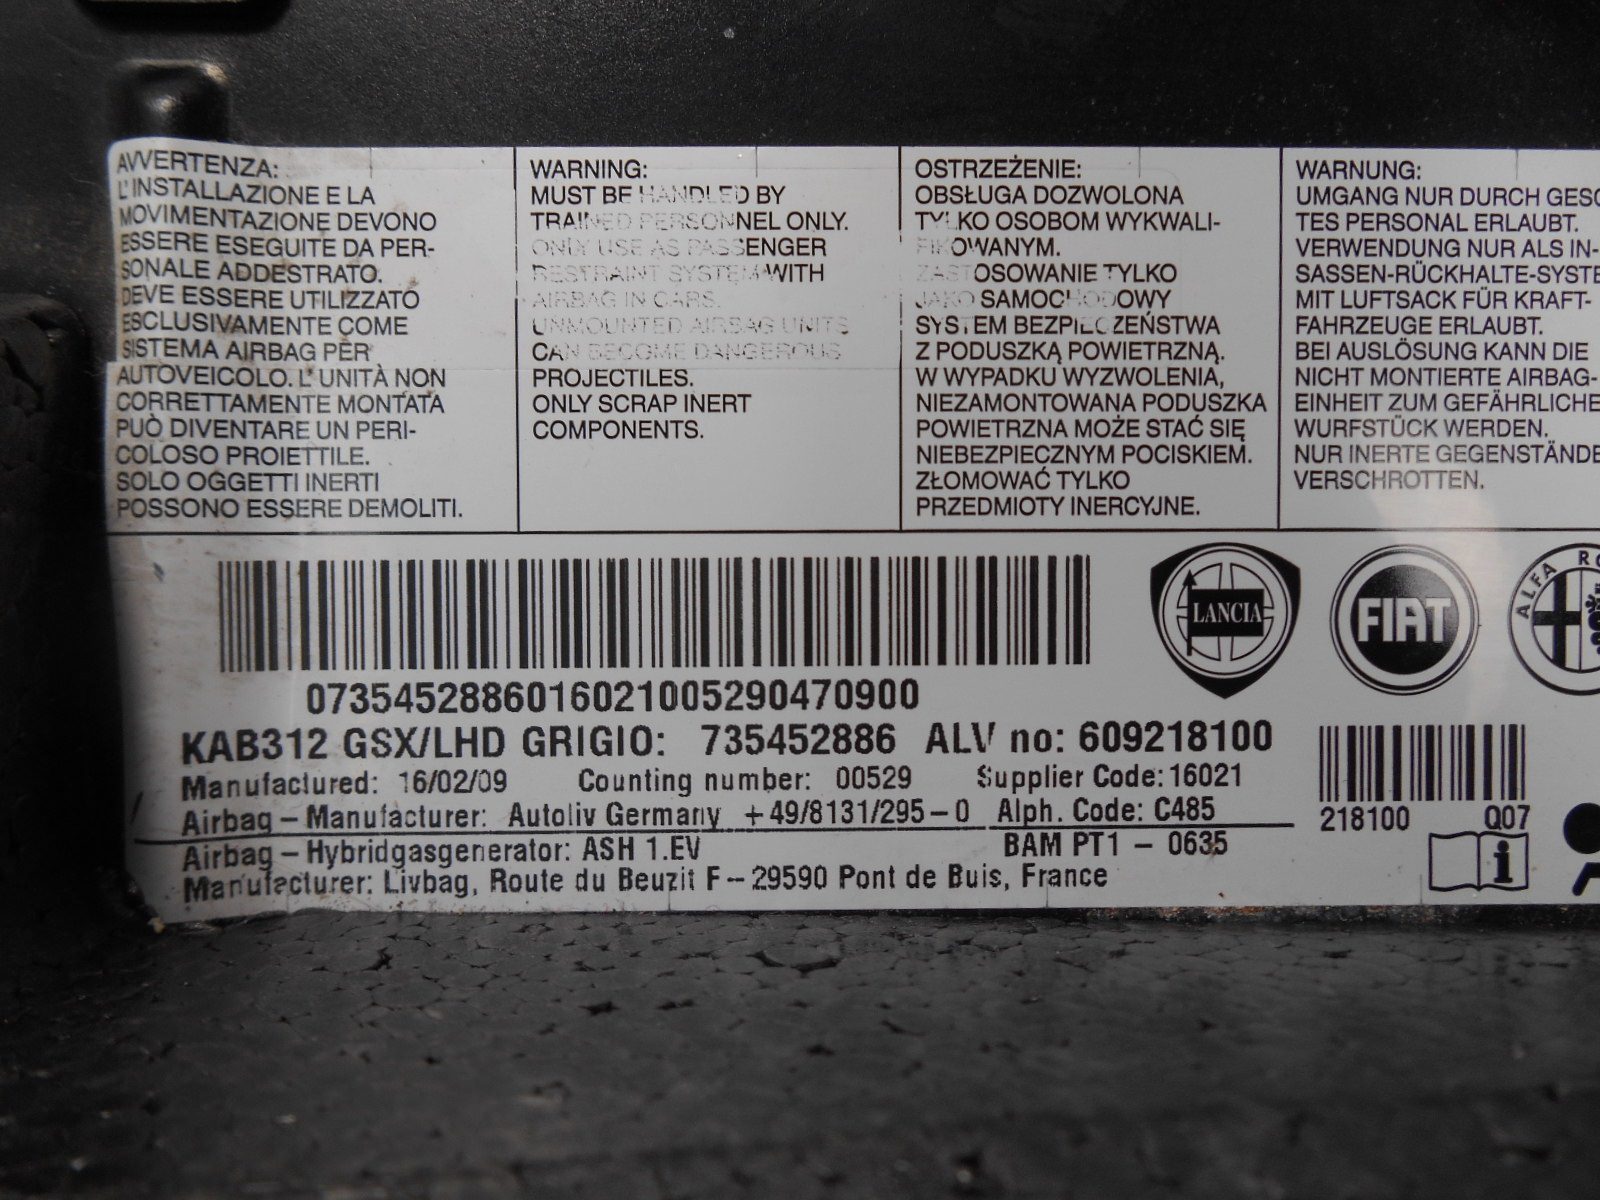 AVVERTENZA:
L'INSTALLAZIONE E LA
MOVIMENTAZIONE DEVONO
ESSERE ESEGUITE DA PER-
SONALE ADDESTRATO.
DEVE ESSERE UTILIZZATO
ESCLUSIVAMENTE COME
SISTEMA AIRBAG PER
AUTOVEICOLO. L'UNITÀ NON
CORRETTAMENTE MONTATA
PUÒ DIVENTARE UN PERI-
COLOSO PROIETTILE.
SOLO OGGETTI INERTI
POSSONO ESSERE DEMOLITI.
WARNING:
MUST BE HANDLED BY
TRAINED PERSONNEL ONLY.
ONLY USE AS PASSENGER
RESTRAINT SYSTEM WITH
AIRBAG IN CARS.
UNMOUNTED AIRBAG UNITS
CAN BECOME DANGEROUS
PROJECTILES.
ONLY SCRAP INERT
COMPONENTS.
OSTRZEŻENIE:
OBSŁUGA DOZWOLONA
TYLKO OSOBOM WYKWALI-
FIKOWANYM.
ZASTOSOWANIE TYLKO
JAKO SAMOCHODOWY
SYSTEM BEZPIECZEŃSTWA
Z PODUSZKĄ POWIETRZNĄ.
W WYPADKU WYZWOLENIA,
NIEZAMONTOWANA PODUSZKA
POWIETRZNA MOŻE STAĆ SIĘ
NIEBEZPIECZNYM POCISKIEM.
ZŁOMOWAĆ TYLKO
PRZEDMIOTY INERCYJNE.
WARNUNG:
UMGANG NUR DURCH GESC
TES PERSONAL ERLAUBT.
VERWENDUNG NUR ALS IN-
SASSEN-RÜCKHALTE-SYSTE
MIT LUFTSACK FÜR KRAFT-
FAHRZEUGE ERLAUBT.
BEI AUSLÖSUNG KANN DIE
NICHT MONTIERTE AIRBAG-
EINHEIT ZUM GEFÄHRLICHE
WURFSTÜCK WERDEN.
NUR INERTE GEGENSTÄNDE
VERSCHROTTEN.
LANCIA
FIAT
ALFA RO
07354528860160210052904709​00
KAB312 GSX/LHD GRIGIO: 735452886 ALV no: 609218100
Manufactured: 16/02/09 Counting number: 00529 Supplier Code: 16021
Airbag – Manufacturer: Autoliv Germany +49/8131/295–0 Alph. Code: C485
Airbag – Hybridgasgenerator: ASH 1.EV BAM PT1 – 0635
Manufacturer: Livbag, Route du Beuzit F–29590 Pont de Buis, France
218100 Q07
i